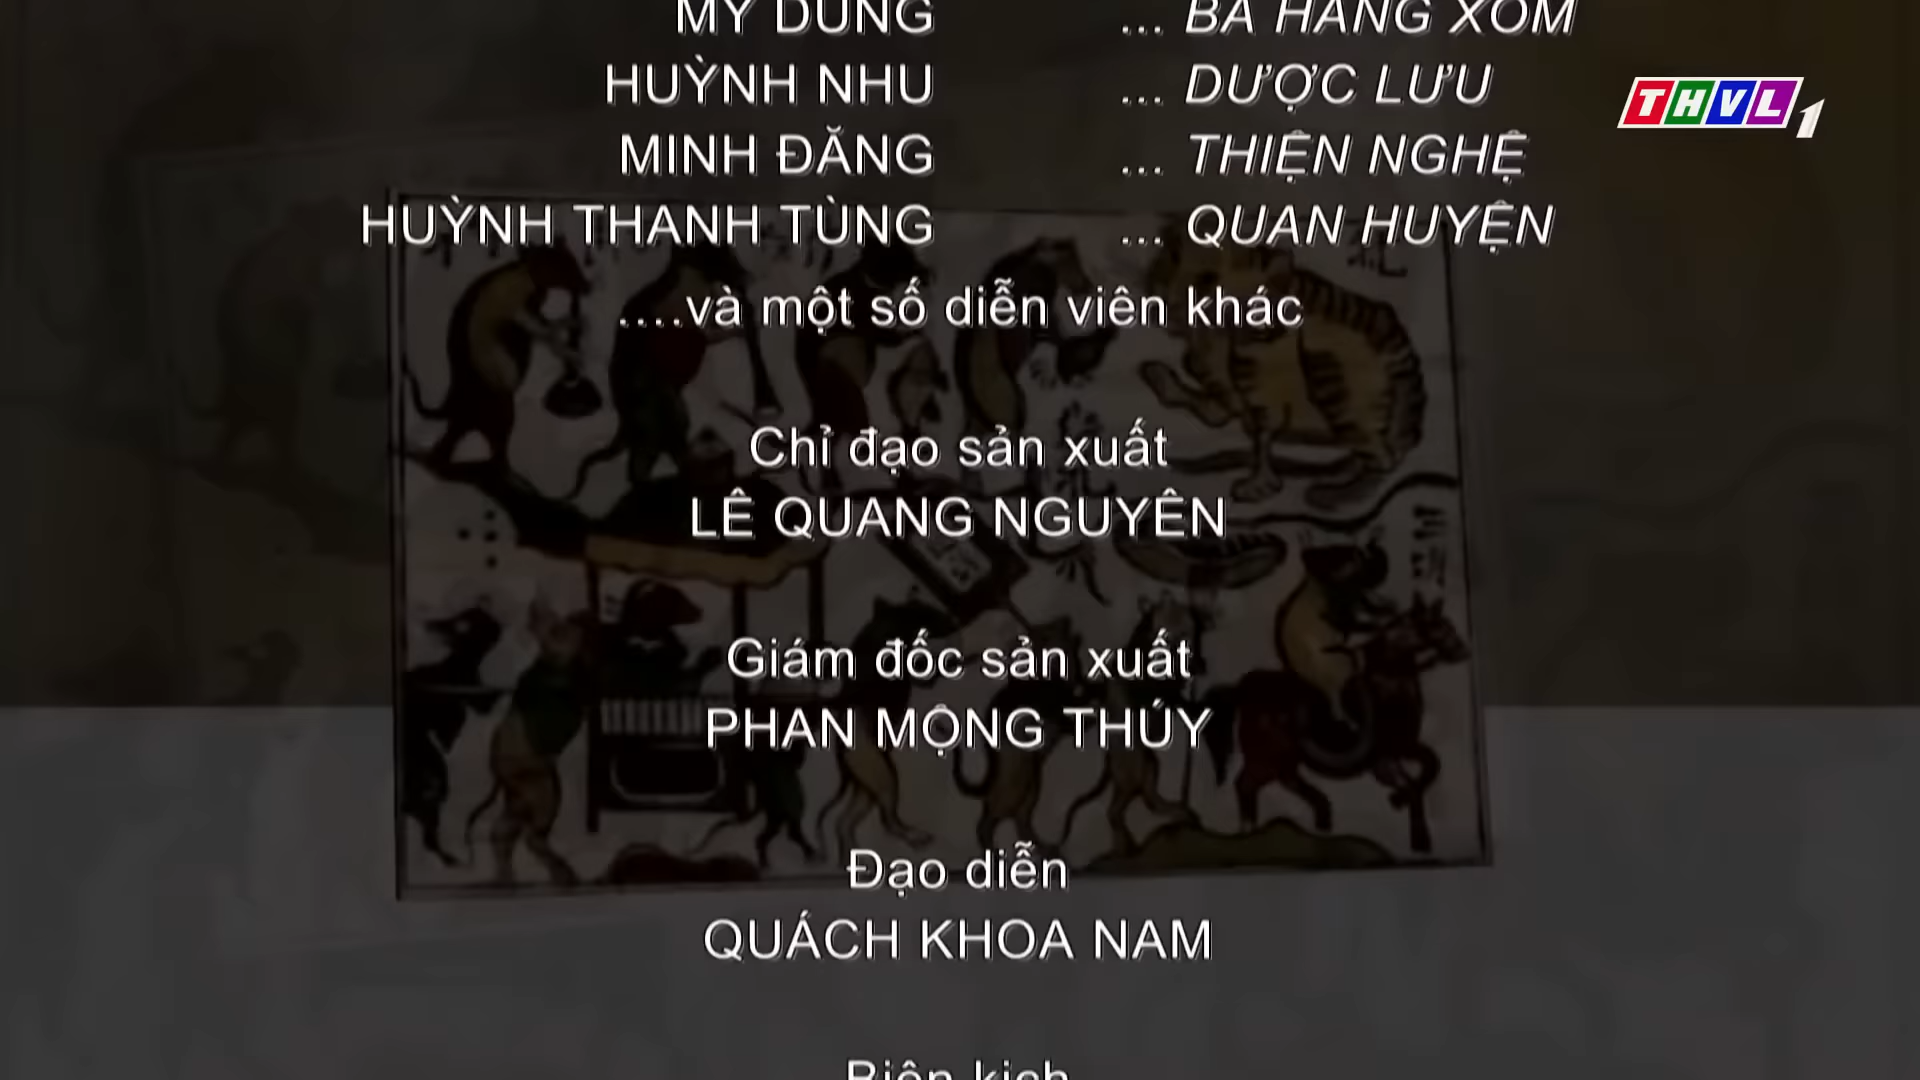 MỸ DUNG ... BÀ HÀNG XÓM
HUỲNH NHU ... DƯỢC LƯU
MINH ĐĂNG ... THIỆN NGHỆ
HUỲNH THANH TÙNG ... QUAN HUYỆN
....và một số diễn viên khác
Chỉ đạo sản xuất
LÊ QUANG NGUYÊN
Giám đốc sản xuất
PHAN MỘNG THÚY
Đạo diễn
QUÁCH KHOA NAM
Biên kịch
THVL1